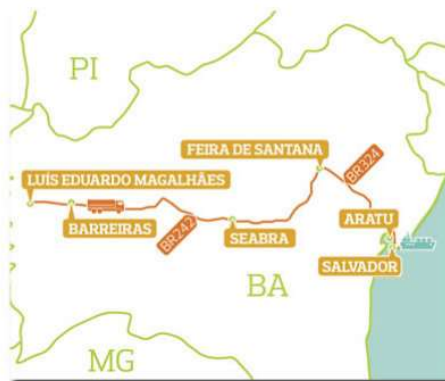 PI
FEIRA DE SANTANA
BR324
LUÍS EDUARDO MAGALHÃES
BARREIRAS
BR242
SEABRA
ARATU
SALVADOR
BA
MG